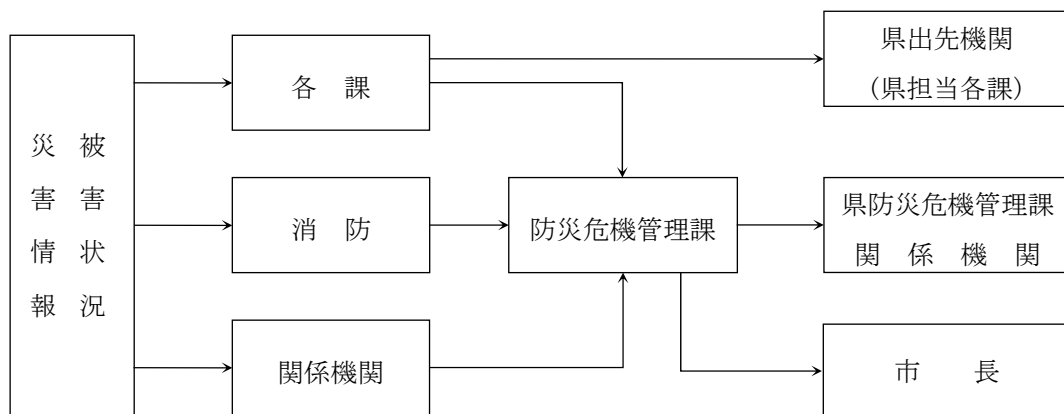 災害情報
被害状況
各　課
消　防
関係機関
防災危機管理課
県出先機関
(県担当各課)
県防災危機管理課
関　係　機　関
市　　長